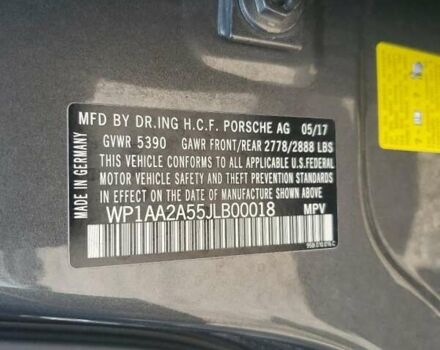 MFD BY DR.ING H.C.F. PORSCHE AG 05/17
GVWR 5390 GAWR FRONT/REAR 2778/2888 LBS
THIS VEHICLE CONFORMS TO ALL APPLICABLE U.S.FEDERAL
MOTOR VEHICLE SAFETY AND THEFT PREVENTION
STANDARDS IN EFFECT ON THE DATE OF
MANUFACTURE SHOWN ABOVE
WP1AA2A55JLB00018 MPV
MADE IN GERMANY